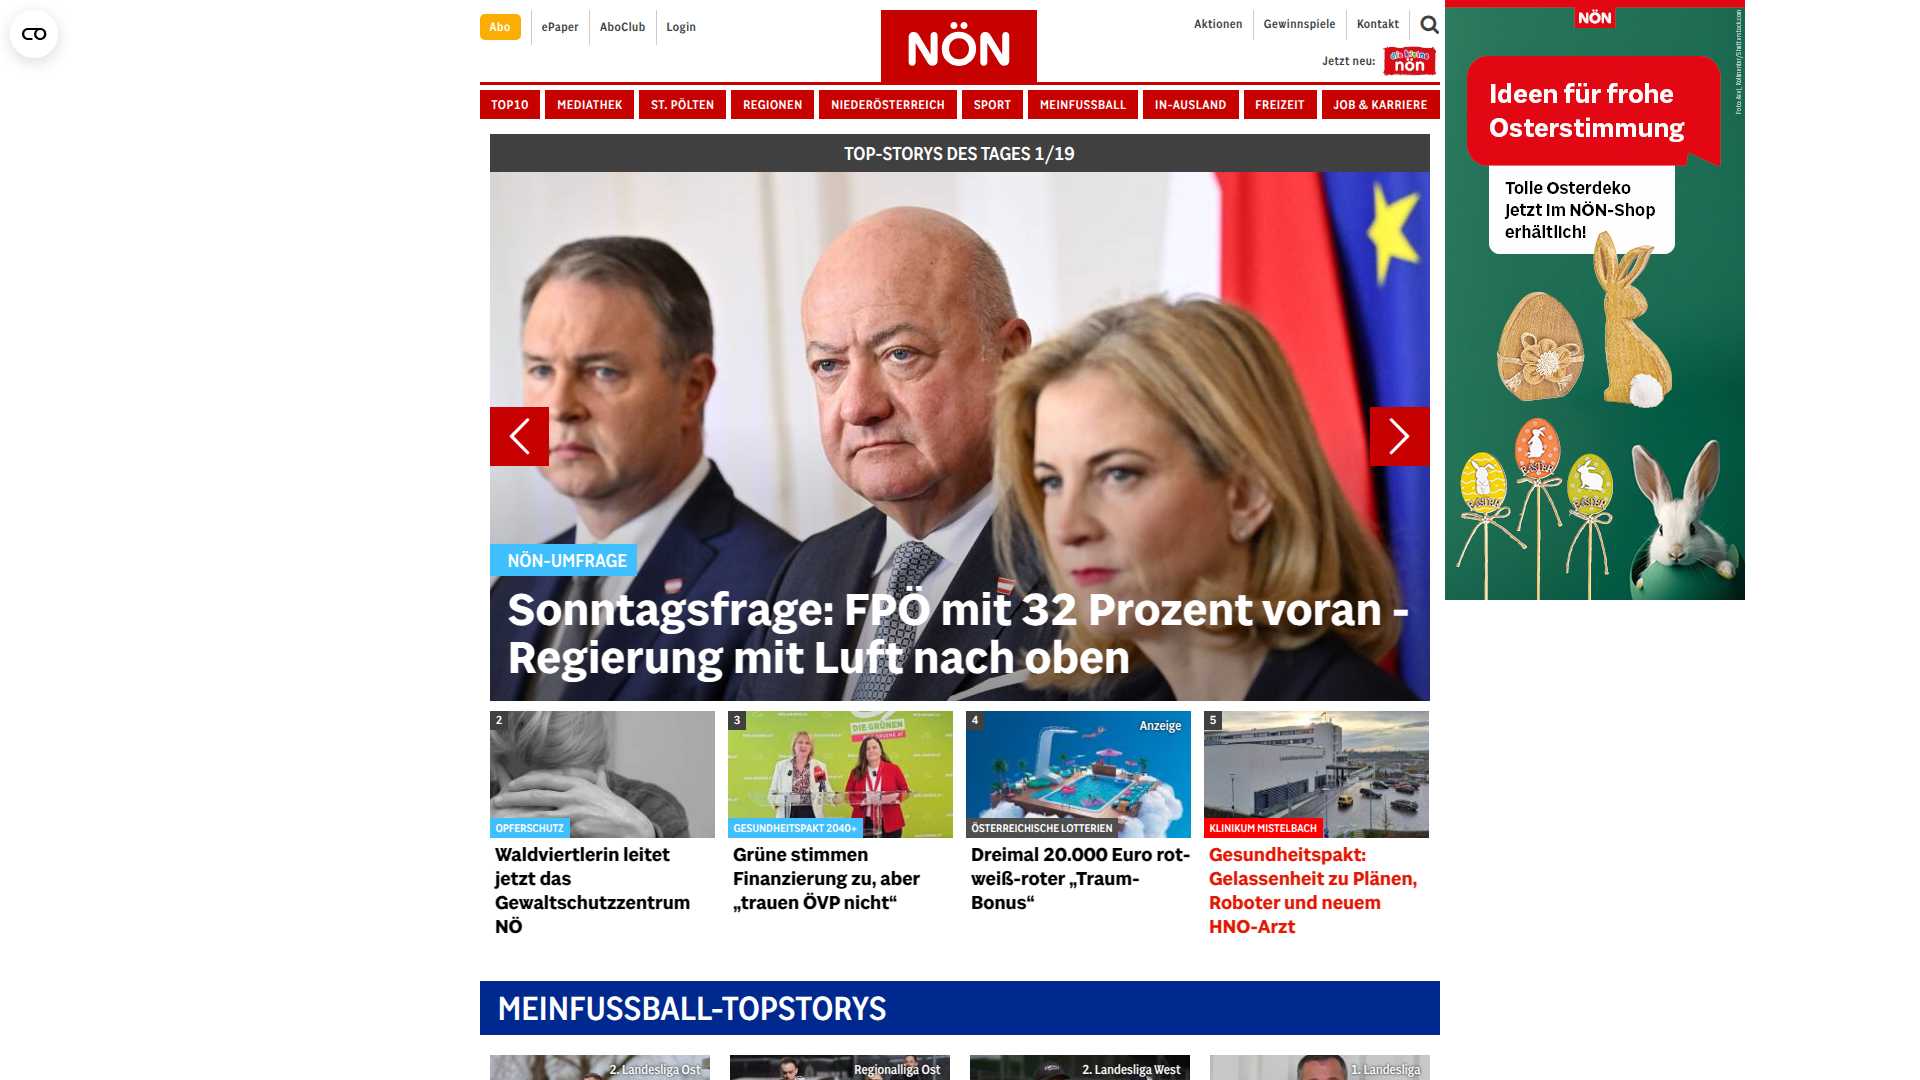 Abo
ePaper
AboClub
Login
NÖN
Aktionen
Gewinnspiele
Kontakt
Jetzt neu:
die kleine
nön
TOP10
MEDIATHEK
ST. PÖLTEN
REGIONEN
NIEDERÖSTERREICH
SPORT
MEINFUSSBALL
IN-AUSLAND
FREIZEIT
JOB & KARRIERE
TOP-STORYS DES TAGES 1/19
NÖN-UMFRAGE
Sonntagsfrage: FPÖ mit 32 Prozent voran -
Regierung mit Luft nach oben
2
OPFERSCHUTZ
Waldviertlerin leitet
jetzt das
Gewaltschutzzentrum
NÖ
3
DIE GRÜNEN
GESUNDHEITSPAKT 2040+
Grüne stimmen
Finanzierung zu, aber
„trauen ÖVP nicht“
4
Anzeige
ÖSTERREICHISCHE LOTTERIEN
Dreimal 20.000 Euro rot-
weiß-roter „Traum-
Bonus“
5
KLINIKUM MISTELBACH
Gesundheitspakt:
Gelassenheit zu Plänen,
Roboter und neuem
HNO-Arzt
MEINFUSSBALL-TOPSTORYS
2. Landesliga Ost
Regionalliga Ost
2. Landesliga West
1. Landesliga
NÖN
Ideen für frohe
Osterstimmung
Tolle Osterdeko
jetzt im NÖN-Shop
erhältlich!
EASTER
EASTER
EASTER